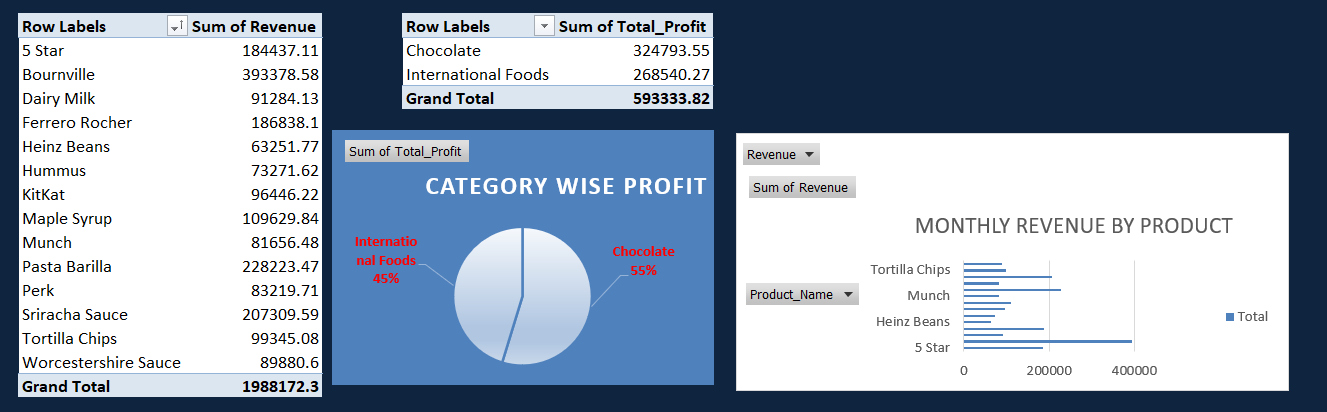 Row Labels Sum of Revenue
5 Star 184437.11
Bournville 393378.58
Dairy Milk 91284.13
Ferrero Rocher 186838.1
Heinz Beans 63251.77
Hummus 73271.62
KitKat 96446.22
Maple Syrup 109629.84
Munch 81656.48
Pasta Barilla 228223.47
Perk 83219.71
Sriracha Sauce 207309.59
Tortilla Chips 99345.08
Worcestershire Sauce 89880.6
Grand Total 1988172.3
Row Labels Sum of Total_Profit
Chocolate 324793.55
International Foods 268540.27
Grand Total 593333.82
Sum of Total_Profit
CATEGORY WISE PROFIT
Internatio
nal Foods
45%
Chocolate
55%
Revenue
Sum of Revenue
MONTHLY REVENUE BY PRODUCT
Product_Name
Tortilla Chips
Munch
Heinz Beans
5 Star
0 200000 400000
Total